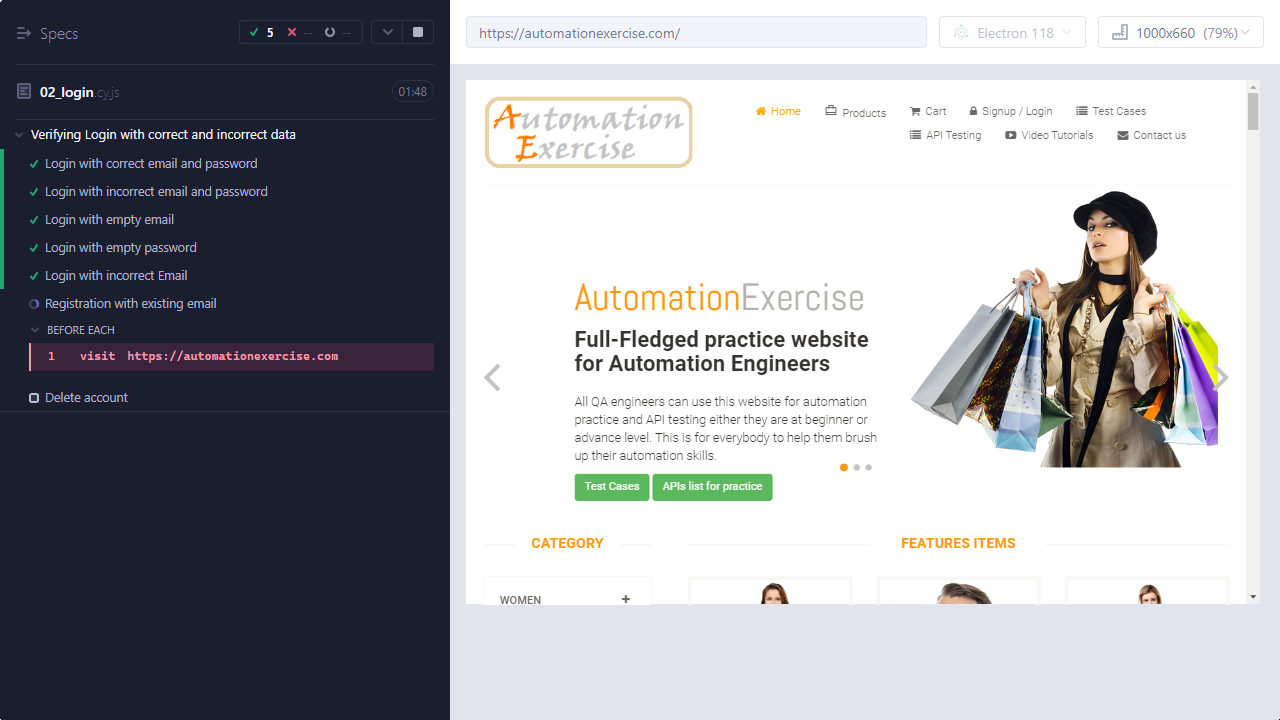 Specs
5 -- --
02_login.cy.js
01:48
Verifying Login with correct and incorrect data
Login with correct email and password
Login with incorrect email and password
Login with empty email
Login with empty password
Login with incorrect Email
Registration with existing email
BEFORE EACH
1 visit https://automationexercise.com
Delete account
https://automationexercise.com/
Electron 118
1000x660 (79%)
Automation
Exercise
Home Products Cart Signup / Login Test Cases
API Testing Video Tutorials Contact us
AutomationExercise
Full-Fledged practice website
for Automation Engineers
All QA engineers can use this website for automation
practice and API testing either they are at beginner or
advance level. This is for everybody to help them brush
up their automation skills.
Test Cases APIs list for practice
CATEGORY FEATURES ITEMS
WOMEN +